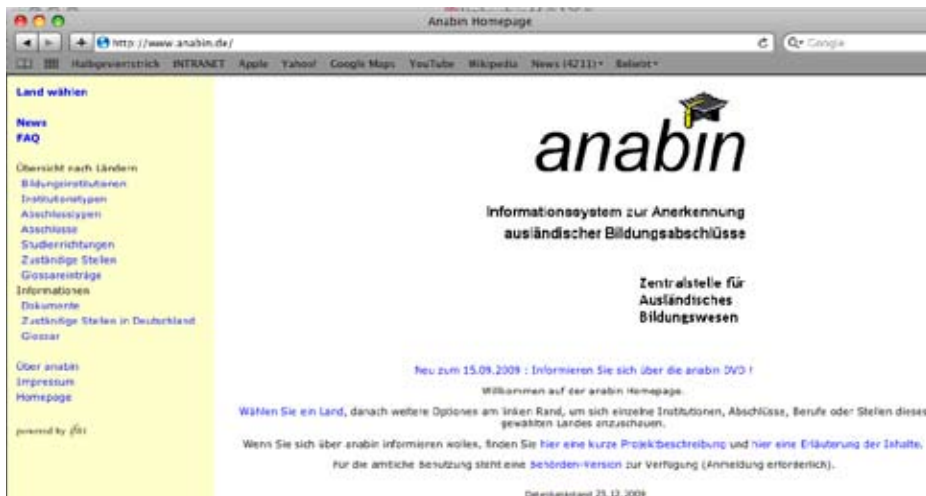 Anabin Homepage
http://www.anabin.de/
Google
Halbgeviertstrich INTRANET Apple Yahoo! Google Maps YouTube Wikipedia News (4211) Beliebt
Land wählen
News
FAQ
Übersicht nach Ländern
Bildungsinstitutionen
Institutionstypen
Abschlusstypen
Abschlüsse
Studienrichtungen
Zuständige Stellen
Glossareinträge
Informationen
Dokumente
Zuständige Stellen in Deutschland
Glossar
Über anabin
Impressum
Homepage
powered by
anabin
Informationssystem zur Anerkennung
ausländischer Bildungsabschlüsse
Zentralstelle für
Ausländisches
Bildungswesen
Neu zum 15.09.2009 : Informieren Sie sich über die anabin DVD !
Willkommen auf der anabin Homepage.
Wählen Sie ein Land, danach weitere Optionen am linken Rand, um sich einzelne Institutionen, Abschlüsse, Berufe oder Stellen dieses
gewählten Landes anzuschauen.
Wenn Sie sich über anabin informieren wollen, finden Sie hier eine kurze Projektbeschreibung und hier eine Erläuterung der Inhalte.
Für die amtliche Benutzung steht eine Behörden-Version zur Verfügung (Anmeldung erforderlich).
Datenbankstand 25.12.2009